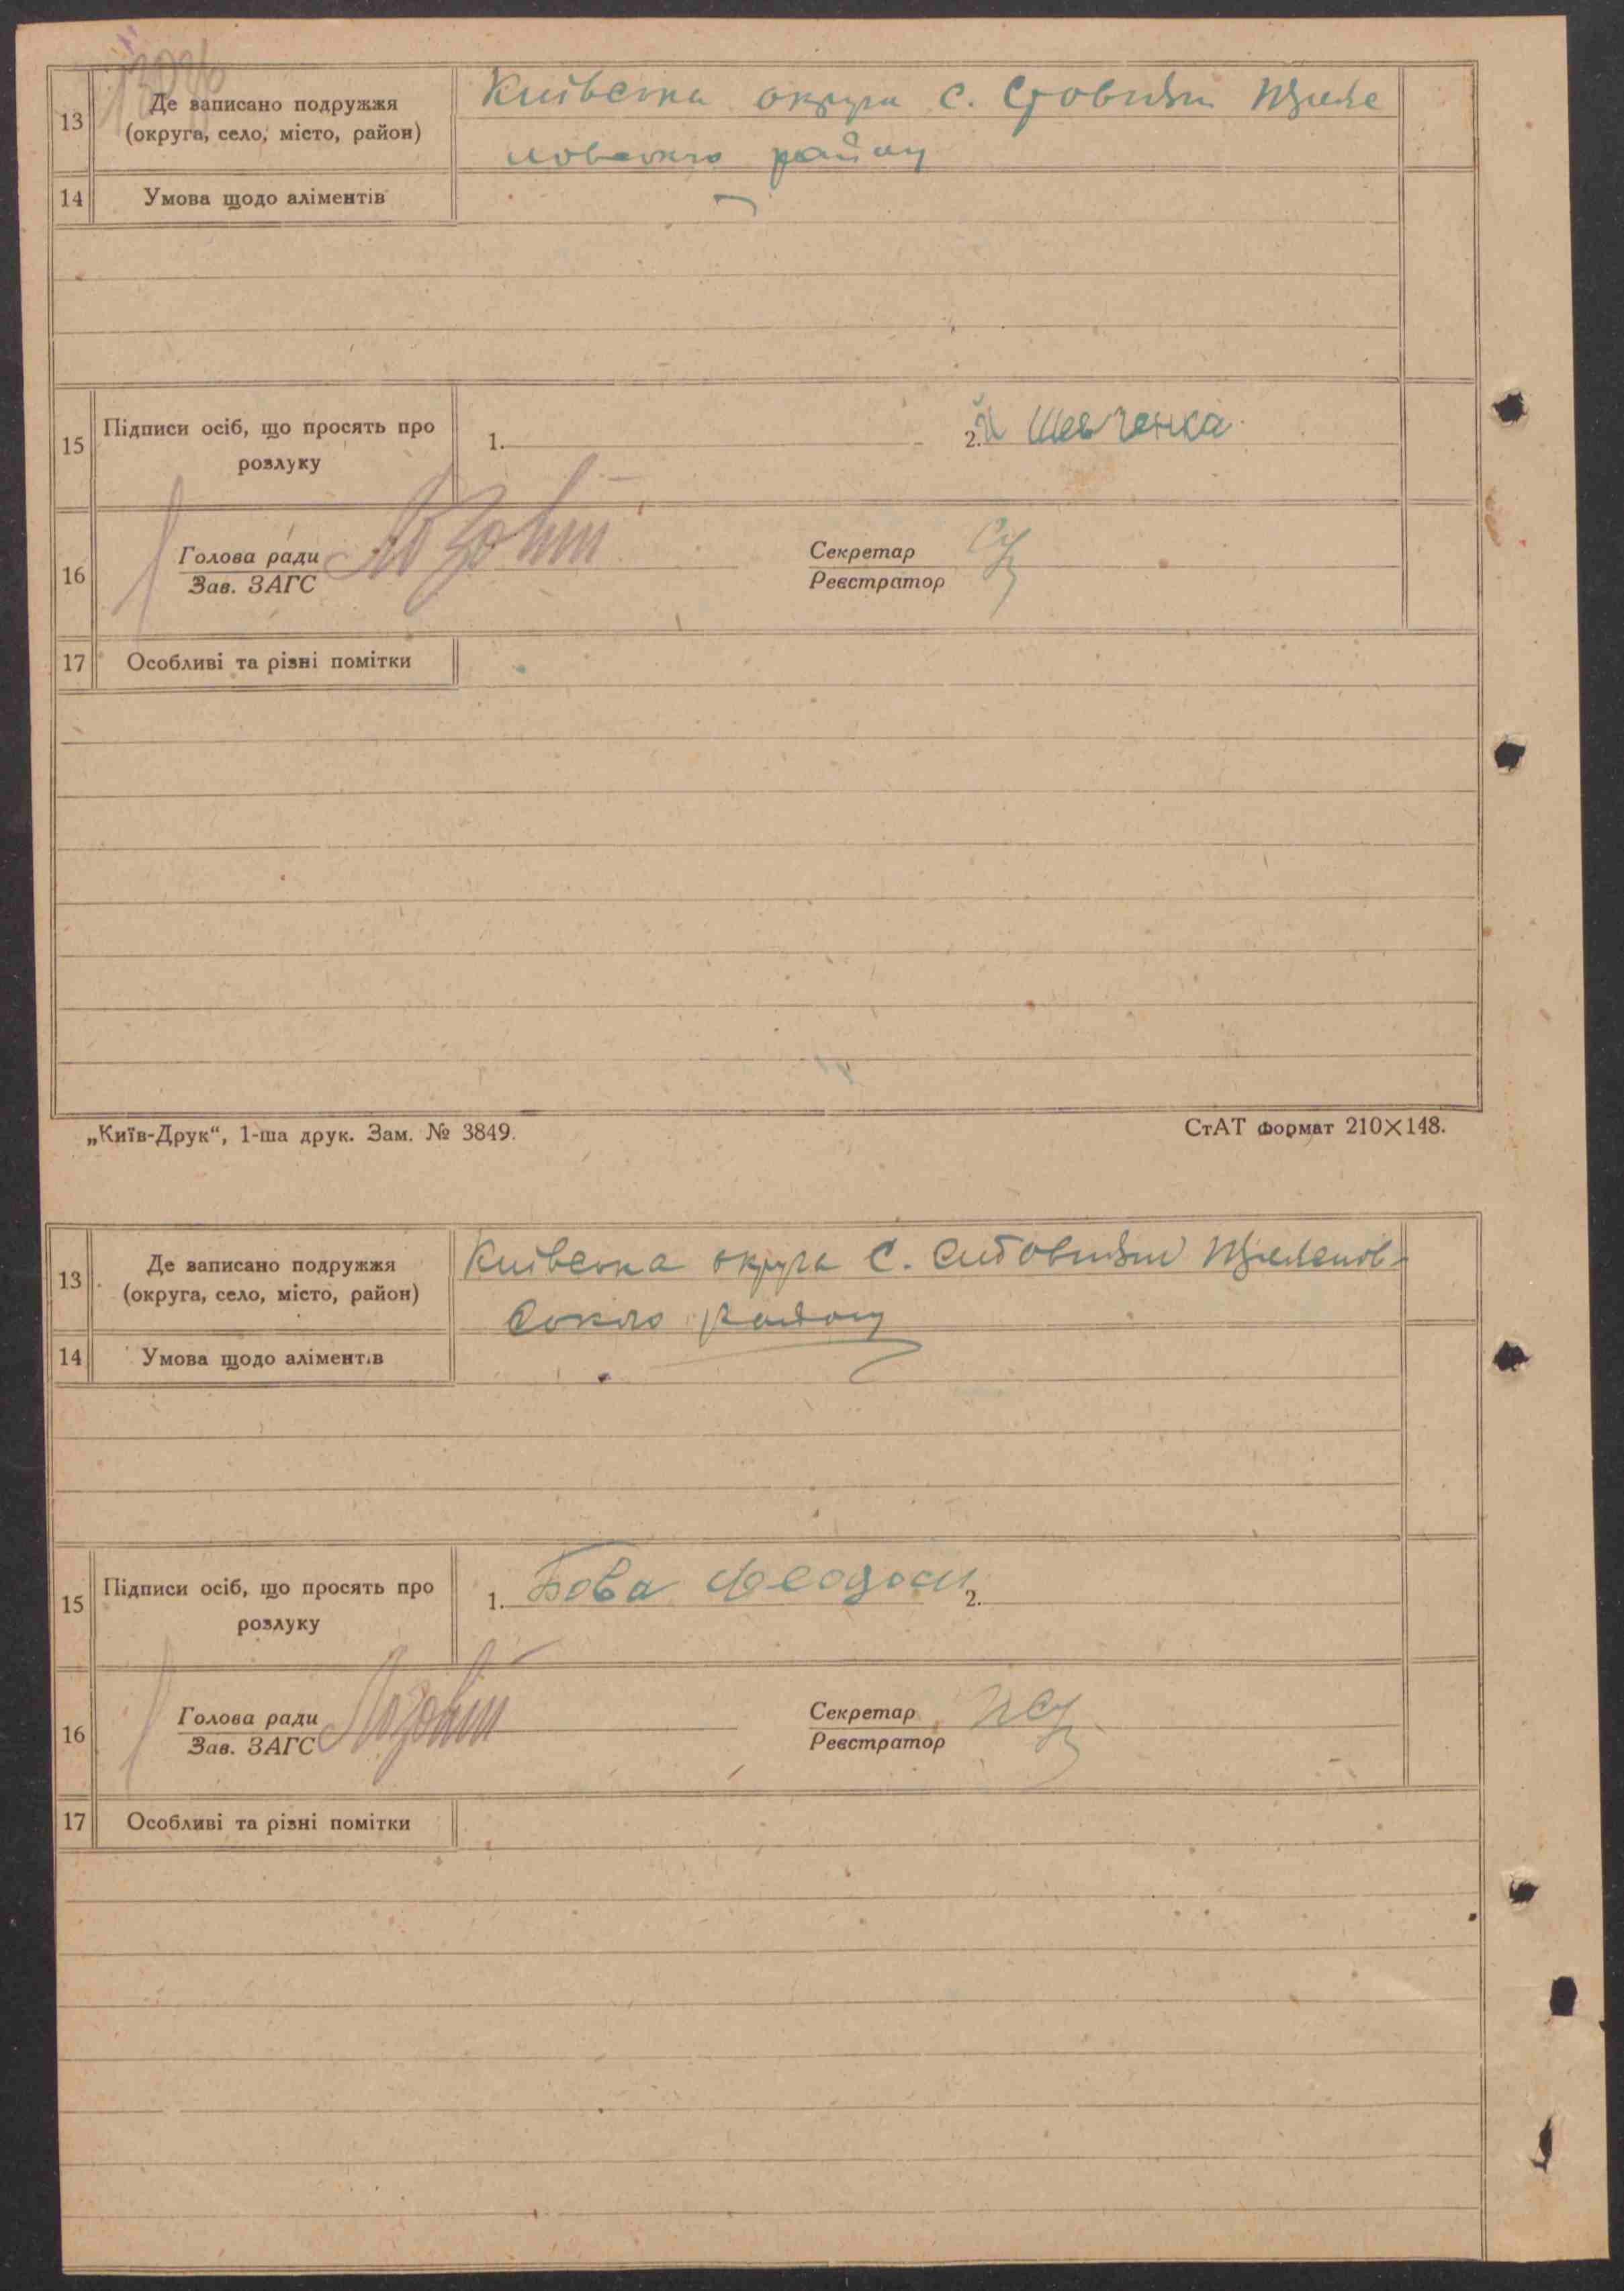 13
Де записано подружжя
(округа, село, місто, район)
Київська округа с.
району
14
Умова щодо аліментів
15
Підписи осіб, що просять про
розлуку
1.
2. Й Шевченка
16
Голова ради
Зав. ЗАГС
Лозовий
Секретар
Реєстратор
17
Особливі та різні помітки
„Київ-Друк“, 1-ша друк. Зам. № 3849.
СтАТ формат 210×148.
13
Де записано подружжя
(округа, село, місто, район)
Київська округа с.
району
14
Умова щодо аліментів
15
Підписи осіб, що просять про
розлуку
1. Бова Феодосій
2.
16
Голова ради
Зав. ЗАГС
Лозовий
Секретар
Реєстратор
17
Особливі та різні помітки